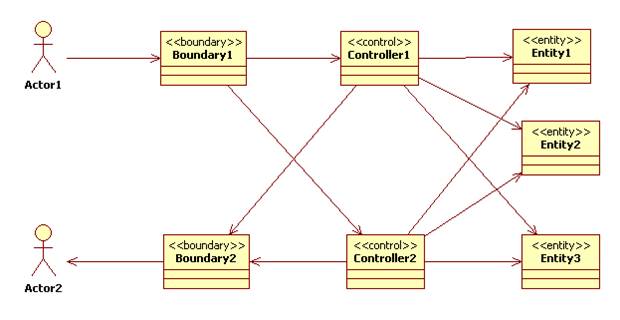 <<boundary>>
Boundary1
<<control>>
Controller1
<<entity>>
Entity1
Actor1
<<entity>>
Entity2
<<boundary>>
Boundary2
<<control>>
Controller2
<<entity>>
Entity3
Actor2